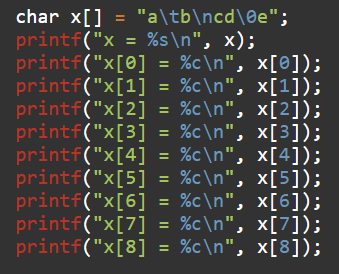 char x[] = "a\tb\ncd\0e";
printf("x = %s\n", x);
printf("x[0] = %c\n", x[0]);
printf("x[1] = %c\n", x[1]);
printf("x[2] = %c\n", x[2]);
printf("x[3] = %c\n", x[3]);
printf("x[4] = %c\n", x[4]);
printf("x[5] = %c\n", x[5]);
printf("x[6] = %c\n", x[6]);
printf("x[7] = %c\n", x[7]);
printf("x[8] = %c\n", x[8]);